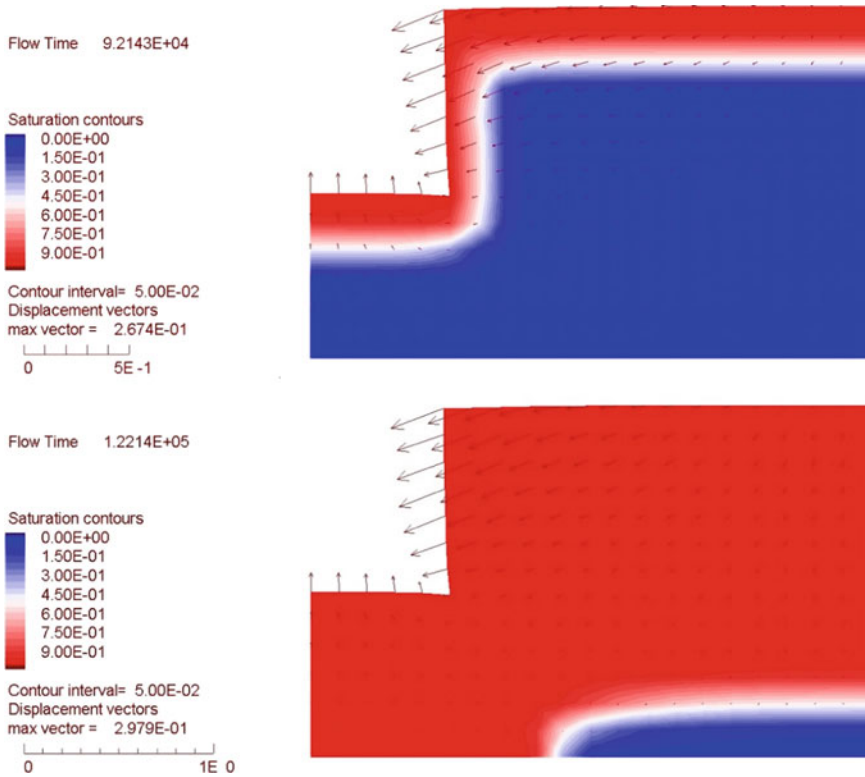 Flow Time 9.2143E+04
Saturation contours
0.00E+00
1.50E-01
3.00E-01
4.50E-01
6.00E-01
7.50E-01
9.00E-01
Contour interval= 5.00E-02
Displacement vectors
max vector = 2.674E-01
0 5E -1
Flow Time 1.2214E+05
Saturation contours
0.00E+00
1.50E-01
3.00E-01
4.50E-01
6.00E-01
7.50E-01
9.00E-01
Contour interval= 5.00E-02
Displacement vectors
max vector = 2.979E-01
0 1E 0